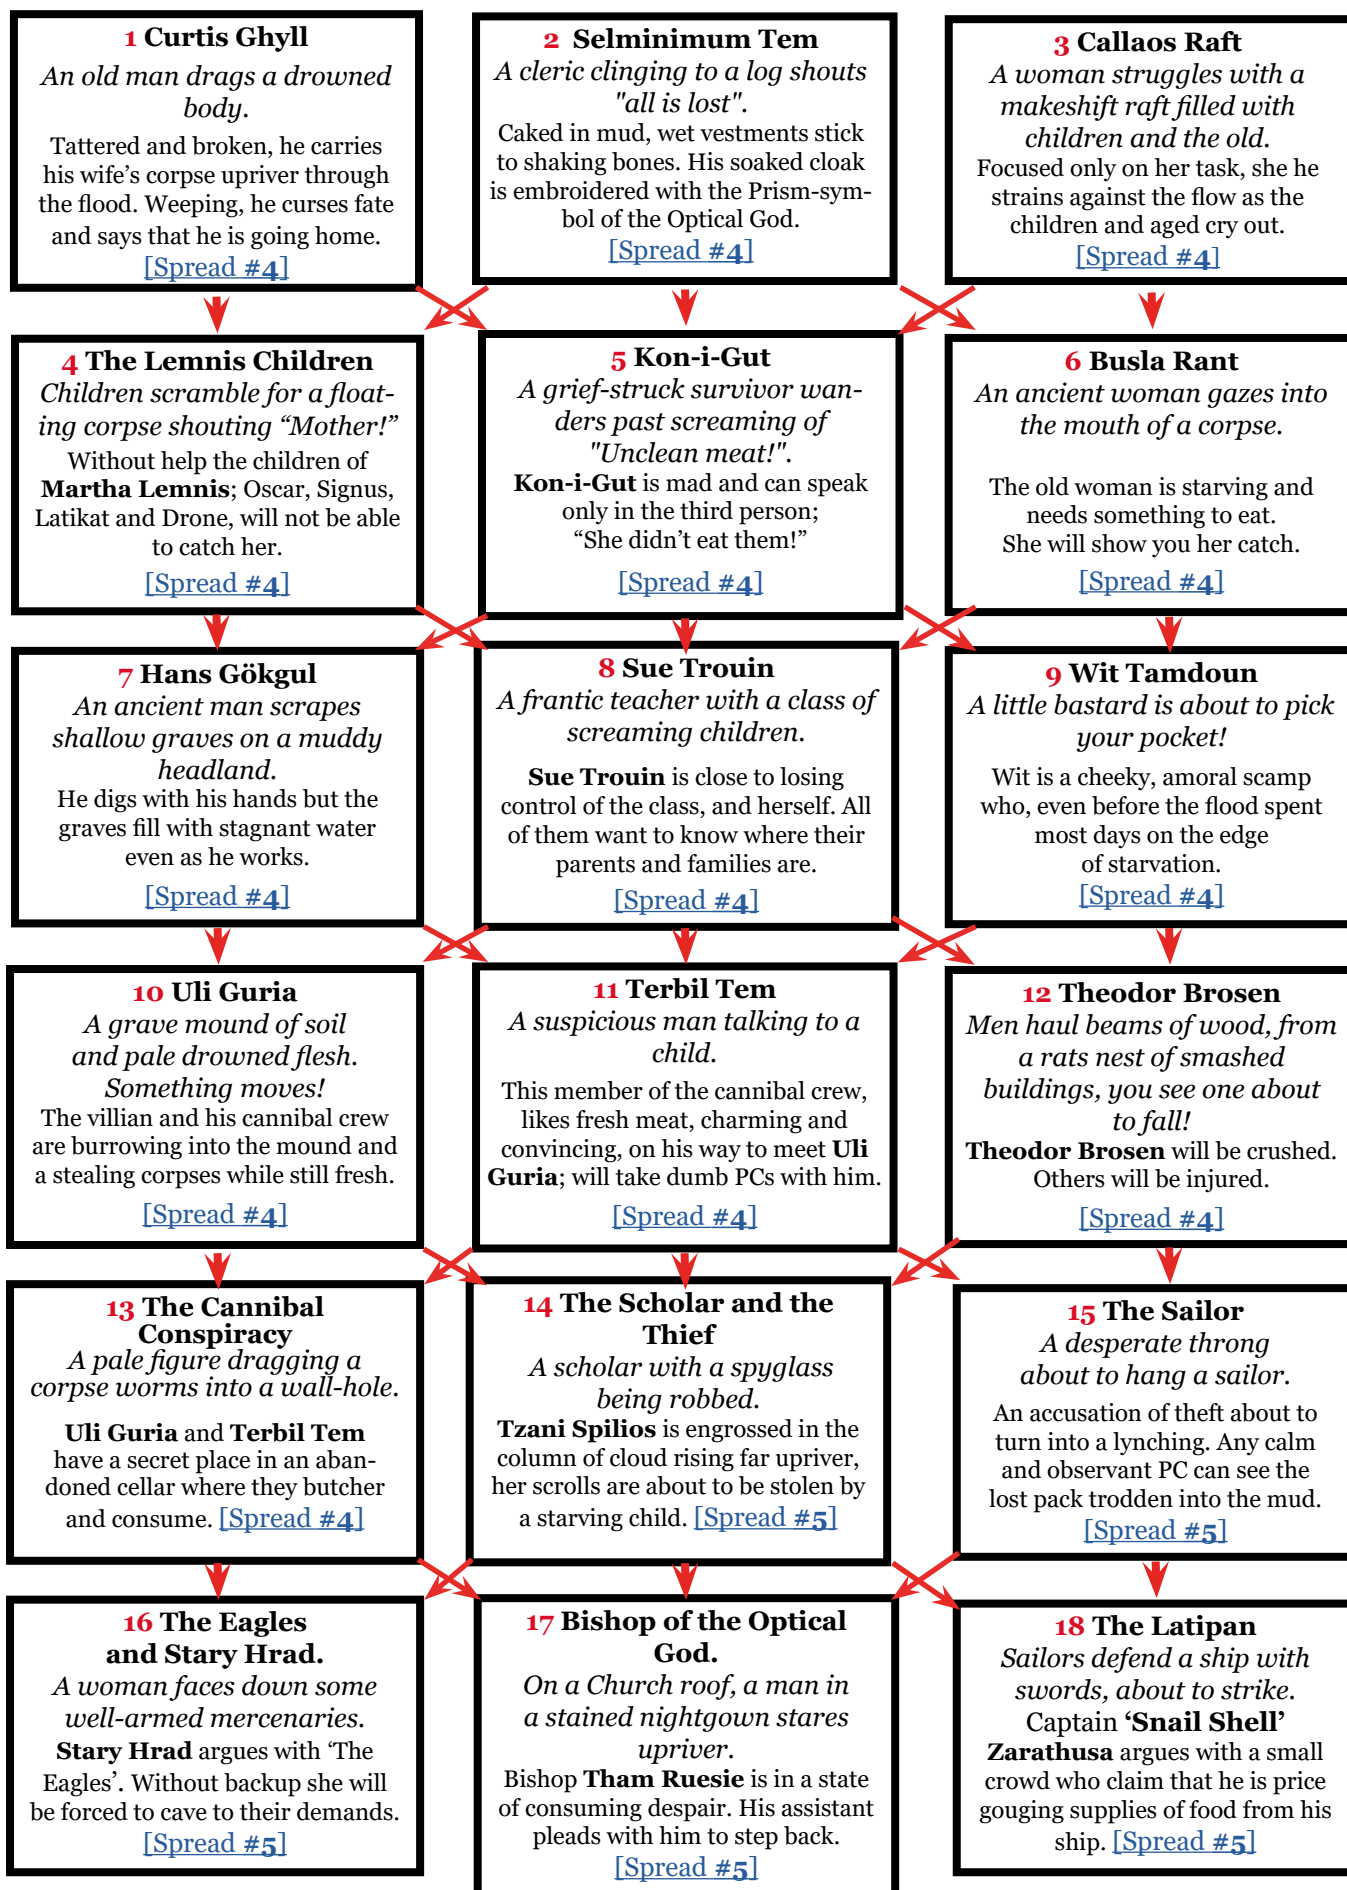 1 Curtis Ghyll
An old man drags a drowned
body.
Tattered and broken, he carries
his wife’s corpse upriver through
the flood. Weeping, he curses fate
and says that he is going home.
[Spread #4]
2 Selminimum Tem
A cleric clinging to a log shouts
"all is lost".
Caked in mud, wet vestments stick
to shaking bones. His soaked cloak
is embroidered with the Prism-sym-
bol of the Optical God.
[Spread #4]
3 Callaos Raft
A woman struggles with a
makeshift raft filled with
children and the old.
Focused only on her task, she he
strains against the flow as the
children and aged cry out.
[Spread #4]
4 The Lemnis Children
Children scramble for a float-
ing corpse shouting “Mother!”
Without help the children of
Martha Lemnis; Oscar, Signus,
Latikat and Drone, will not be able
to catch her.
[Spread #4]
5 Kon-i-Gut
A grief-struck survivor wan-
ders past screaming of
"Unclean meat!".
Kon-i-Gut is mad and can speak
only in the third person;
“She didn’t eat them!”
[Spread #4]
6 Busla Rant
An ancient woman gazes into
the mouth of a corpse.
The old woman is starving and
needs something to eat.
She will show you her catch.
[Spread #4]
7 Hans Gökgul
An ancient man scrapes
shallow graves on a muddy
headland.
He digs with his hands but the
graves fill with stagnant water
even as he works.
[Spread #4]
8 Sue Trouin
A frantic teacher with a class of
screaming children.
Sue Trouin is close to losing
control of the class, and herself. All
of them want to know where their
parents and families are.
[Spread #4]
9 Wit Tamdoun
A little bastard is about to pick
your pocket!
Wit is a cheeky, amoral scamp
who, even before the flood spent
most days on the edge
of starvation.
[Spread #4]
10 Uli Guria
A grave mound of soil
and pale drowned flesh.
Something moves!
The villian and his cannibal crew
are burrowing into the mound and
a stealing corpses while still fresh.
[Spread #4]
11 Terbil Tem
A suspicious man talking to a
child.
This member of the cannibal crew,
likes fresh meat, charming and
convincing, on his way to meet Uli
Guria; will take dumb PCs with him.
[Spread #4]
12 Theodor Brosen
Men haul beams of wood, from
a rats nest of smashed
buildings, you see one about
to fall!
Theodor Brosen will be crushed.
Others will be injured.
[Spread #4]
13 The Cannibal
Conspiracy
A pale figure dragging a
corpse worms into a wall-hole.
Uli Guria and Terbil Tem
have a secret place in an aban-
doned cellar where they butcher
and consume. [Spread #4]
14 The Scholar and the
Thief
A scholar with a spyglass
being robbed.
Tzani Spilios is engrossed in the
column of cloud rising far upriver,
her scrolls are about to be stolen by
a starving child. [Spread #5]
15 The Sailor
A desperate throng
about to hang a sailor.
An accusation of theft about to
turn into a lynching. Any calm
and observant PC can see the
lost pack trodden into the mud.
[Spread #5]
16 The Eagles
and Stary Hrad.
A woman faces down some
well-armed mercenaries.
Stary Hrad argues with ‘The
Eagles’. Without backup she will
be forced to cave to their demands.
[Spread #5]
17 Bishop of the Optical
God.
On a Church roof, a man in
a stained nightgown stares
upriver.
Bishop Tham Ruesie is in a state
of consuming despair. His assistant
pleads with him to step back.
[Spread #5]
18 The Latipan
Sailors defend a ship with
swords, about to strike.
Captain ‘Snail Shell’
Zarathusa argues with a small
crowd who claim that he is price
gouging supplies of food from his
ship. [Spread #5]